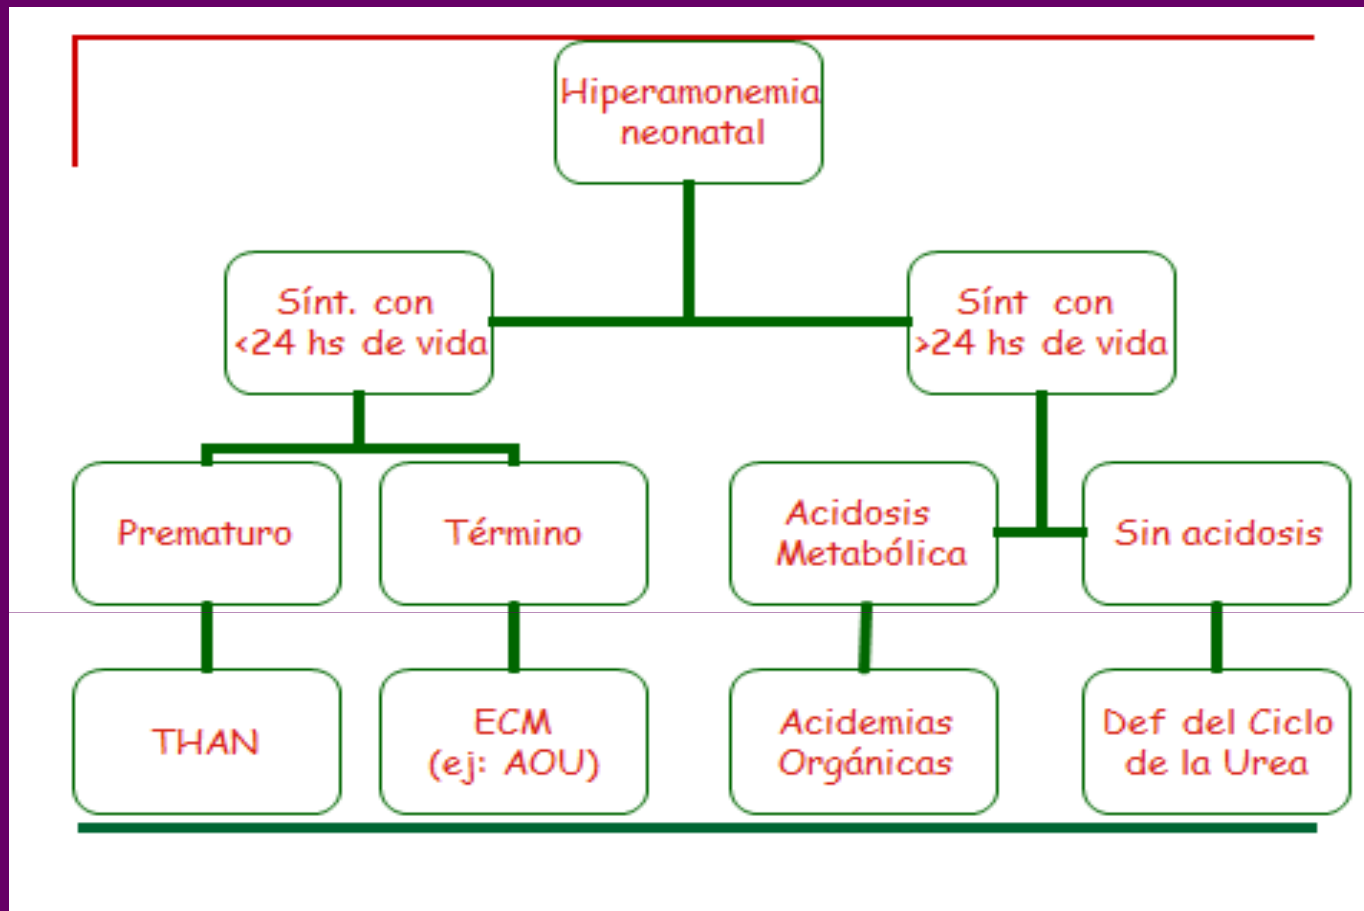 Hiperamonemia
neonatal
Sínt. con
<24 hs de vida
Sínt con
>24 hs de vida
Prematuro
Término
Acidosis
Metabólica
Sin acidosis
THAN
ECM
(ej: AOU)
Acidemias
Orgánicas
Def del Ciclo
de la Urea